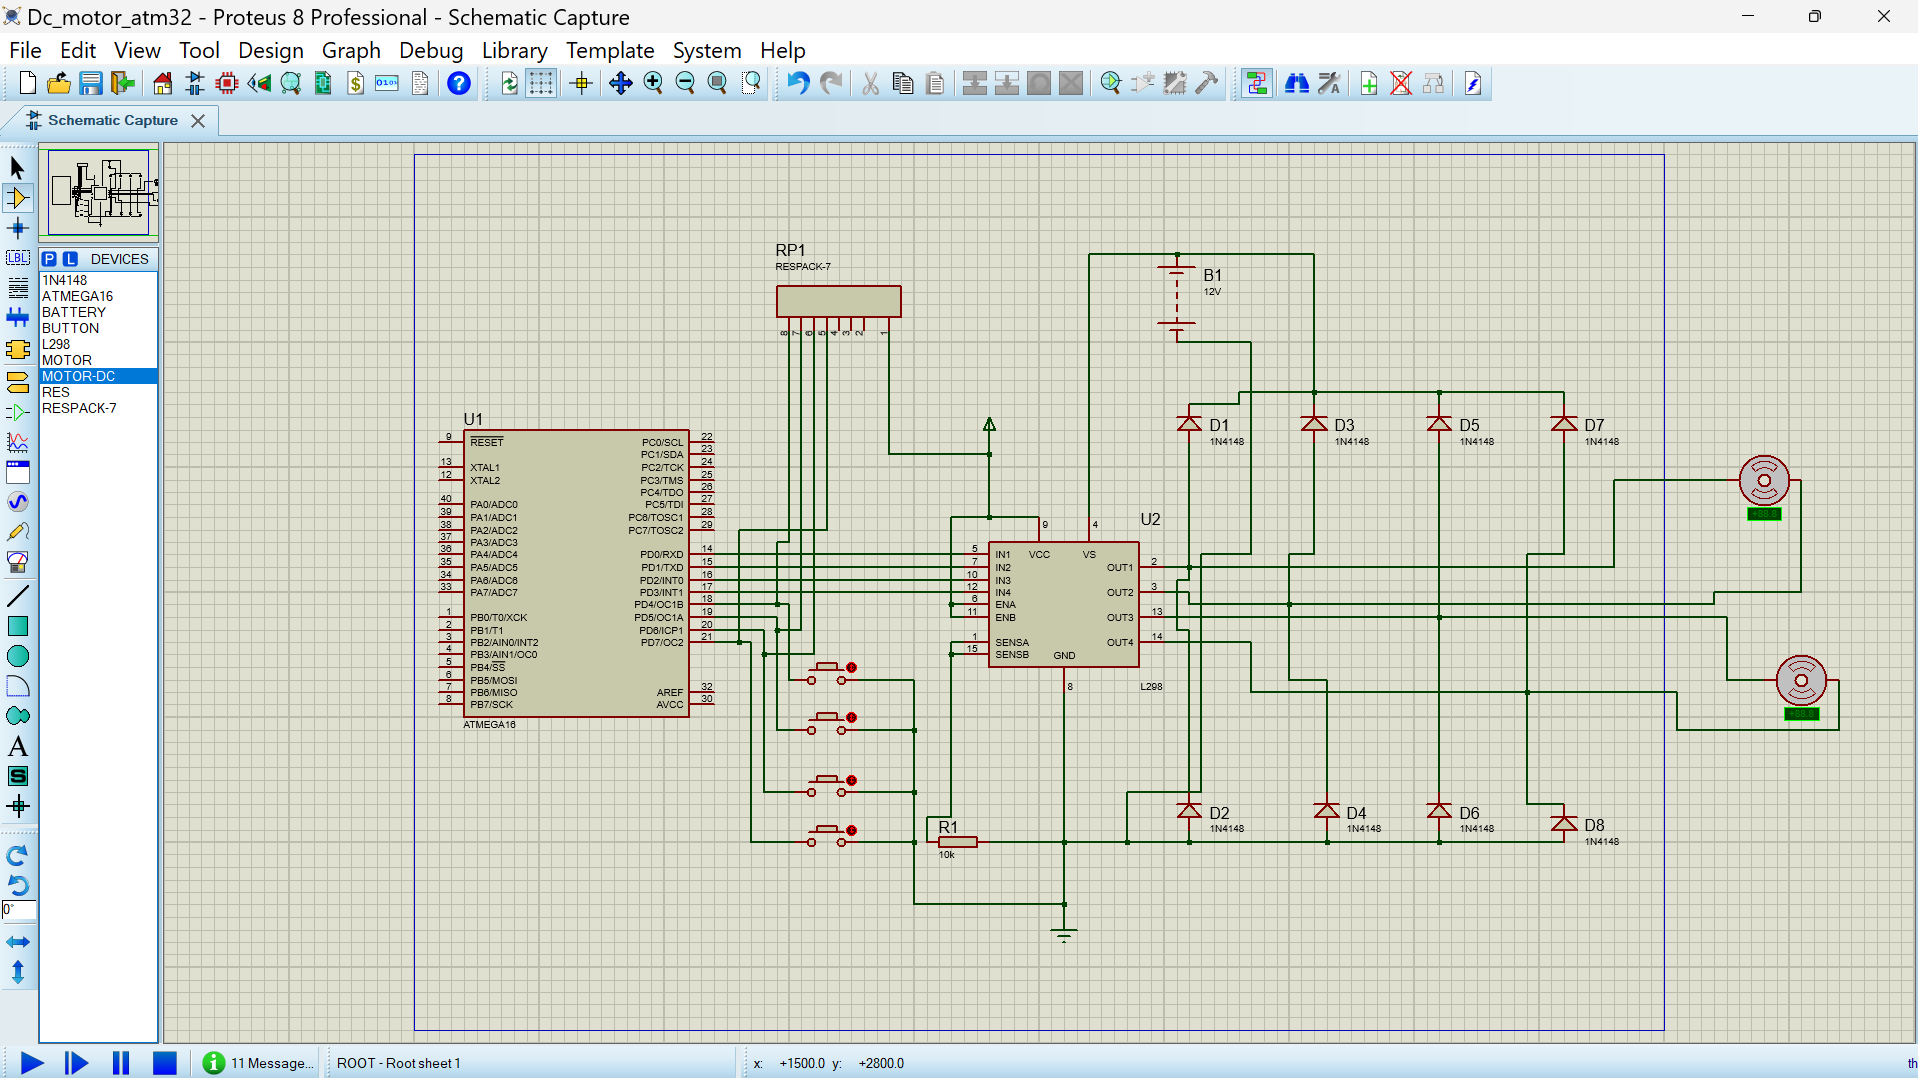 Dc_motor_atm32 - Proteus 8 Professional - Schematic Capture
File Edit View Tool Design Graph Debug Library Template System Help
Schematic Capture
P L DEVICES
1N4148
ATMEGA16
BATTERY
BUTTON
L298
MOTOR
MOTOR-DC
RES
RESPACK-7
LBL
A
S
0°
RP1
RESPACK-7
8 7 6 5 4 3 2 1
B1
12V
U1
9 RESET
13 XTAL1
12 XTAL2
40 PA0/ADC0
39 PA1/ADC1
38 PA2/ADC2
37 PA3/ADC3
36 PA4/ADC4
35 PA5/ADC5
34 PA6/ADC6
33 PA7/ADC7
1 PB0/T0/XCK
2 PB1/T1
3 PB2/AIN0/INT2
4 PB3/AIN1/OC0
5 PB4/SS
6 PB5/MOSI
7 PB6/MISO
8 PB7/SCK
PC0/SCL 22
PC1/SDA 23
PC2/TCK 24
PC3/TMS 25
PC4/TDO 26
PC5/TDI 27
PC6/TOSC1 28
PC7/TOSC2 29
PD0/RXD 14
PD1/TXD 15
PD2/INT0 16
PD3/INT1 17
PD4/OC1B 18
PD5/OC1A 19
PD6/ICP1 20
PD7/OC2 21
AREF 32
AVCC 30
ATMEGA16
U2
9 4
VCC VS
5 IN1
7 IN2
10 IN3
12 IN4
6 ENA
11 ENB
1 SENSA
15 SENSB
GND
8
OUT1 2
OUT2 3
OUT3 13
OUT4 14
L298
D1
1N4148
D3
1N4148
D5
1N4148
D7
1N4148
D2
1N4148
D4
1N4148
D6
1N4148
D8
1N4148
R1
10k
11 Message...
ROOT - Root sheet 1
x: +1500.0 y: +2800.0
th